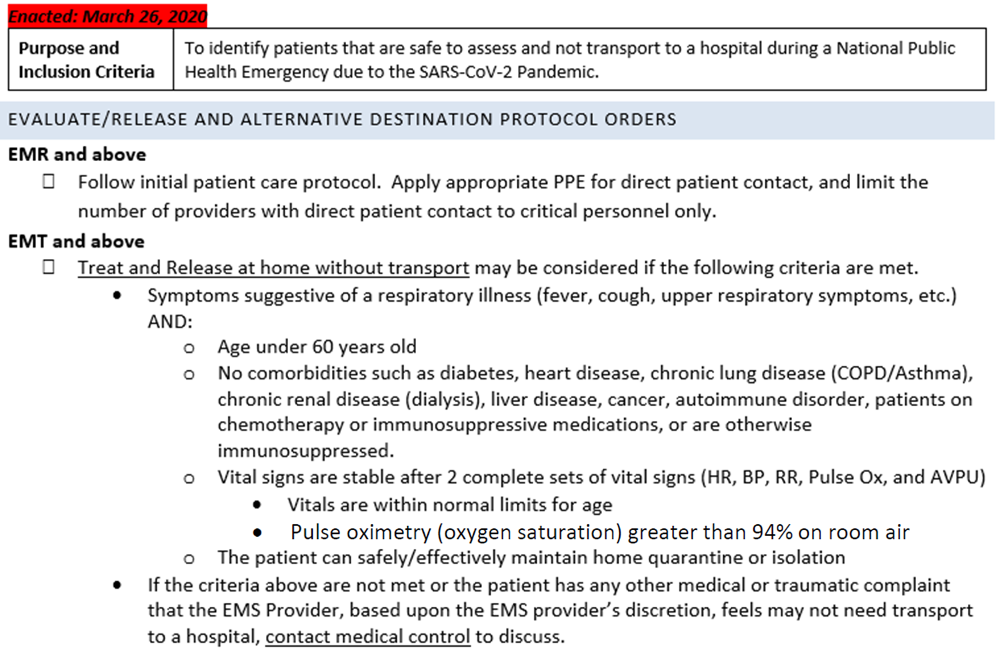 Enacted: March 26, 2020
Purpose and
Inclusion Criteria
To identify patients that are safe to assess and not transport to a hospital during a National Public
Health Emergency due to the SARS-CoV-2 Pandemic.
EVALUATE/RELEASE AND ALTERNATIVE DESTINATION PROTOCOL ORDERS
EMR and above
☐ Follow initial patient care protocol.  Apply appropriate PPE for direct patient contact, and limit the
number of providers with direct patient contact to critical personnel only.
EMT and above
☐ Treat and Release at home without transport may be considered if the following criteria are met.
• Symptoms suggestive of a respiratory illness (fever, cough, upper respiratory symptoms, etc.)
AND:
o Age under 60 years old
o No comorbidities such as diabetes, heart disease, chronic lung disease (COPD/Asthma),
chronic renal disease (dialysis), liver disease, cancer, autoimmune disorder, patients on
chemotherapy or immunosuppressive medications, or are otherwise
immunosuppressed.
o Vital signs are stable after 2 complete sets of vital signs (HR, BP, RR, Pulse Ox, and AVPU)
• Vitals are within normal limits for age
• Pulse oximetry (oxygen saturation) greater than 94% on room air
o The patient can safely/effectively maintain home quarantine or isolation
• If the criteria above are not met or the patient has any other medical or traumatic complaint
that the EMS Provider, based upon the EMS provider’s discretion, feels may not need transport
to a hospital, contact medical control to discuss.